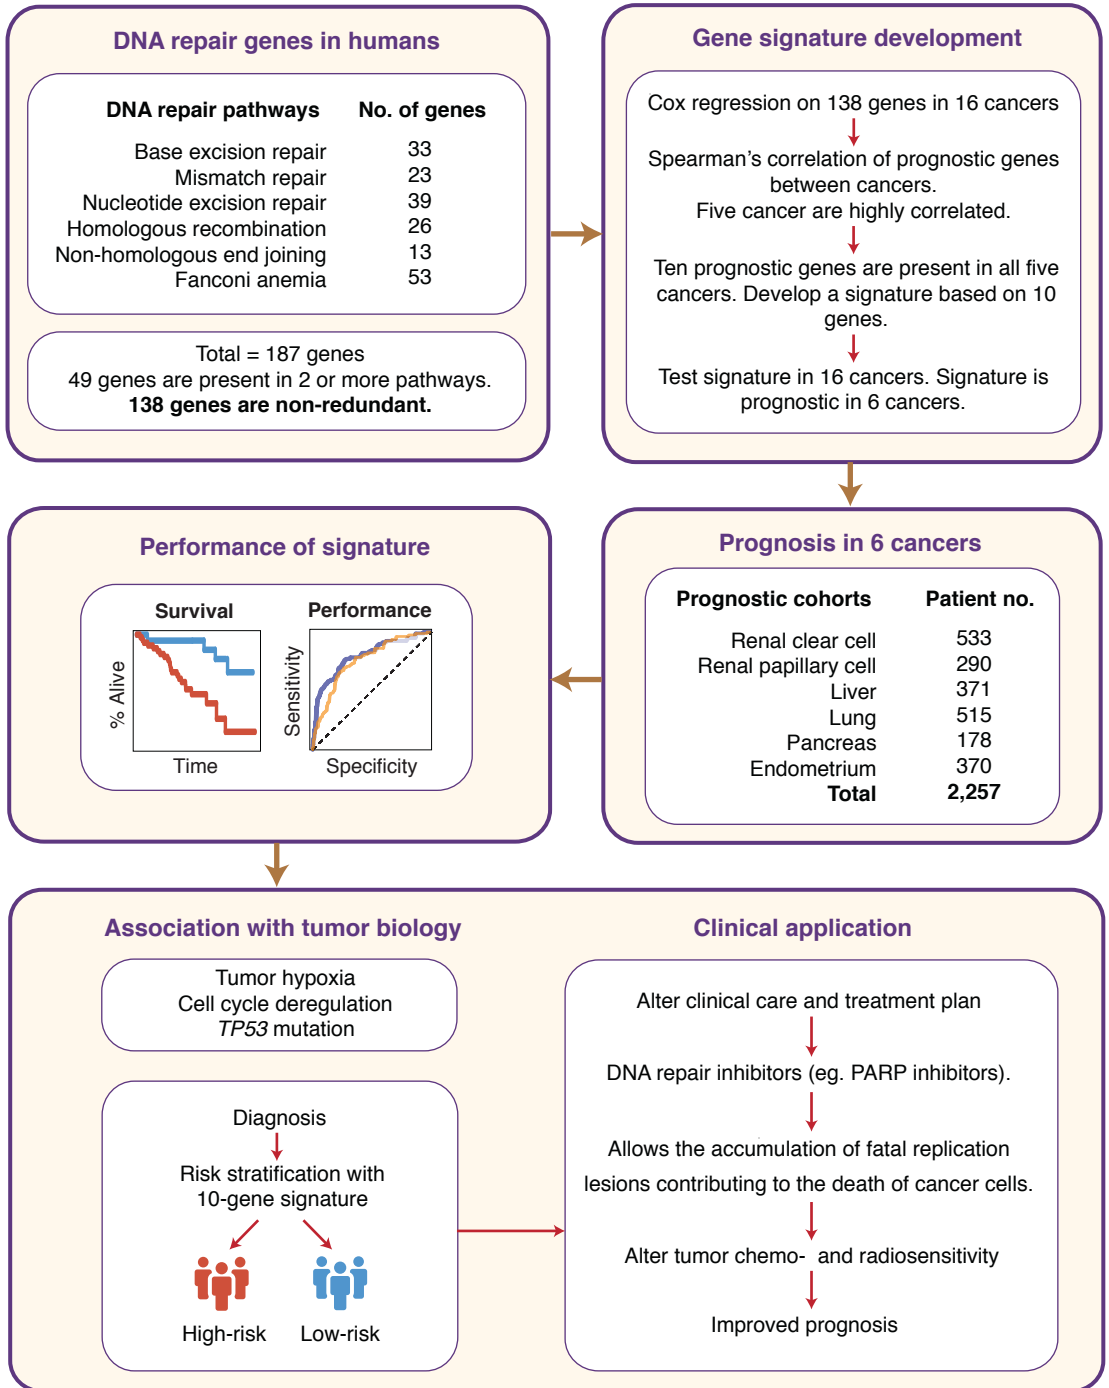 DNA repair genes in humans
DNA repair pathways No. of genes
Base excision repair 33
Mismatch repair 23
Nucleotide excision repair 39
Homologous recombination 26
Non-homologous end joining 13
Fanconi anemia 53
Total = 187 genes
49 genes are present in 2 or more pathways.
138 genes are non-redundant.
Gene signature development
Cox regression on 138 genes in 16 cancers
Spearman's correlation of prognostic genes
between cancers.
Five cancer are highly correlated.
Ten prognostic genes are present in all five
cancers. Develop a signature based on 10
genes.
Test signature in 16 cancers. Signature is
prognostic in 6 cancers.
Performance of signature
Survival
% Alive
Time
Performance
Sensitivity
Specificity
Prognosis in 6 cancers
Prognostic cohorts Patient no.
Renal clear cell 533
Renal papillary cell 290
Liver 371
Lung 515
Pancreas 178
Endometrium 370
Total 2,257
Association with tumor biology
Tumor hypoxia
Cell cycle deregulation
TP53 mutation
Diagnosis
Risk stratification with
10-gene signature
High-risk Low-risk
Clinical application
Alter clinical care and treatment plan
DNA repair inhibitors (eg. PARP inhibitors).
Allows the accumulation of fatal replication
lesions contributing to the death of cancer cells.
Alter tumor chemo- and radiosensitivity
Improved prognosis